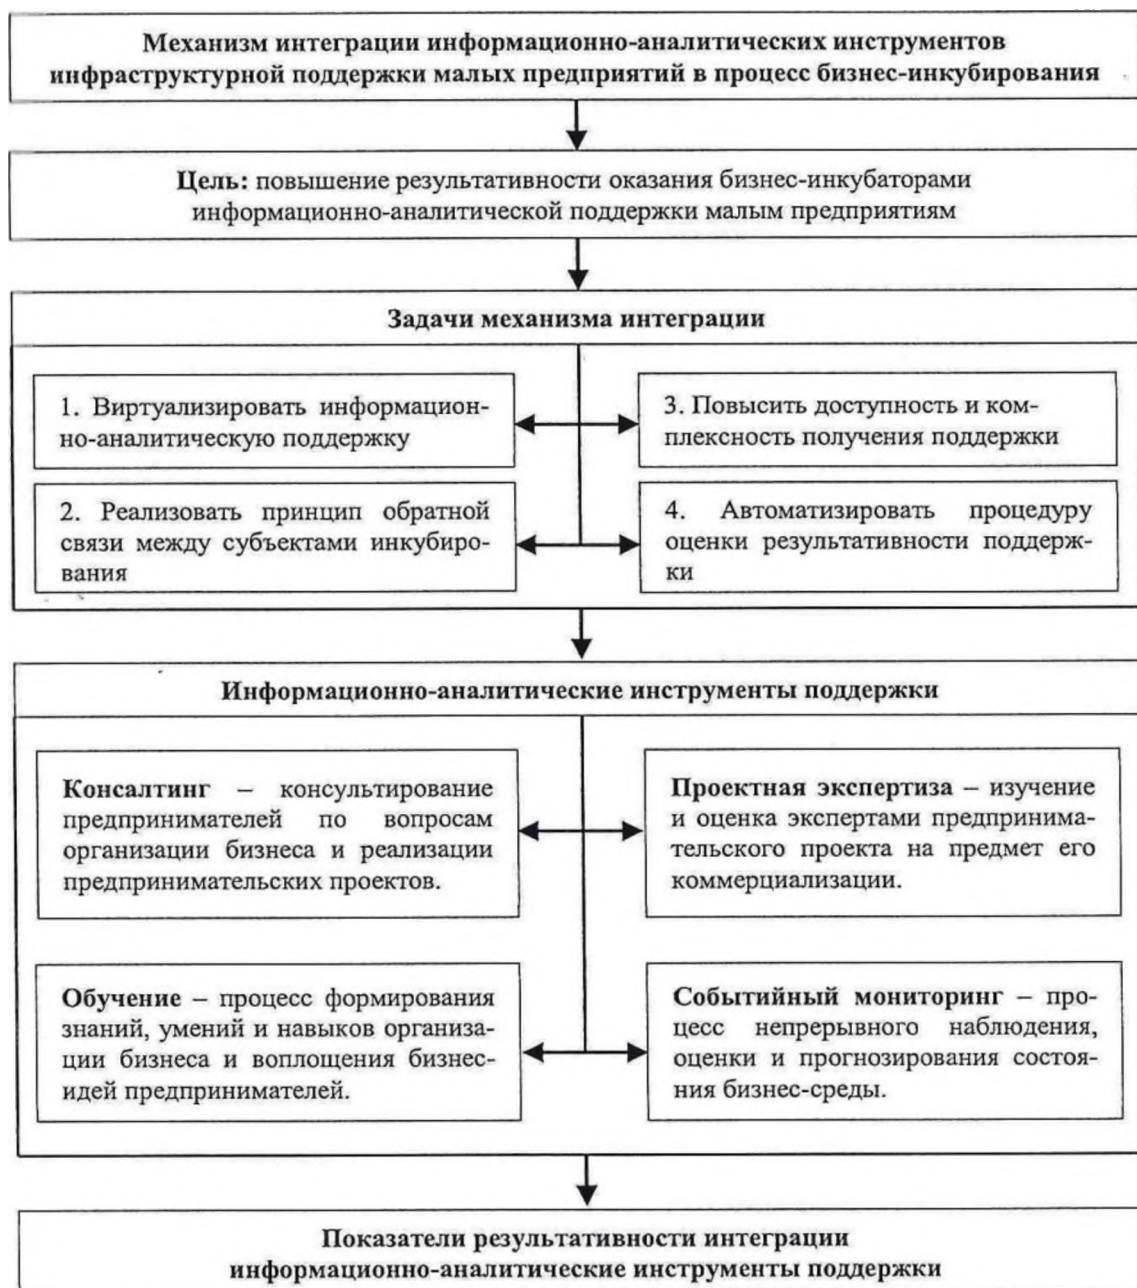 Механизм интеграции информационно-аналитических инструментов
инфраструктурной поддержки малых предприятий в процесс бизнес-инкубирования
Цель: повышение результативности оказания бизнес-инкубаторами
информационно-аналитической поддержки малым предприятиям
Задачи механизма интеграции
1. Виртуализировать информацион-
но-аналитическую поддержку
2. Реализовать принцип обратной
связи между субъектами инкубиро-
вания
3. Повысить доступность и ком-
плексность получения поддержки
4. Автоматизировать процедуру
оценки результативности поддерж-
ки
Информационно-аналитические инструменты поддержки
Консалтинг – консультирование
предпринимателей по вопросам
организации бизнеса и реализации
предпринимательских проектов.
Проектная экспертиза – изучение
и оценка экспертами предпринима-
тельского проекта на предмет его
коммерциализации.
Обучение – процесс формирования
знаний, умений и навыков организа-
ции бизнеса и воплощения бизнес-
идей предпринимателей.
Событийный мониторинг – про-
цесс непрерывного наблюдения,
оценки и прогнозирования состоя-
ния бизнес-среды.
Показатели результативности интеграции
информационно-аналитические инструменты поддержки